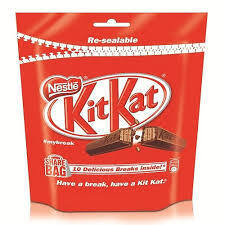 Re-sealable
Nestlé
KitKat
#mybreak
SHARE
BAG
10 Delicious Breaks inside!*
Have a break, have a Kit Kat.